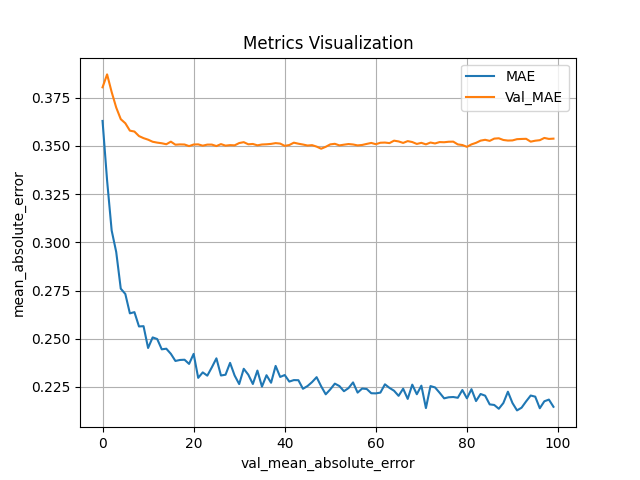 Metrics Visualization
MAE
Val_MAE
mean_absolute_error
0.375
0.350
0.325
0.300
0.275
0.250
0.225
0 20 40 60 80 100
val_mean_absolute_error